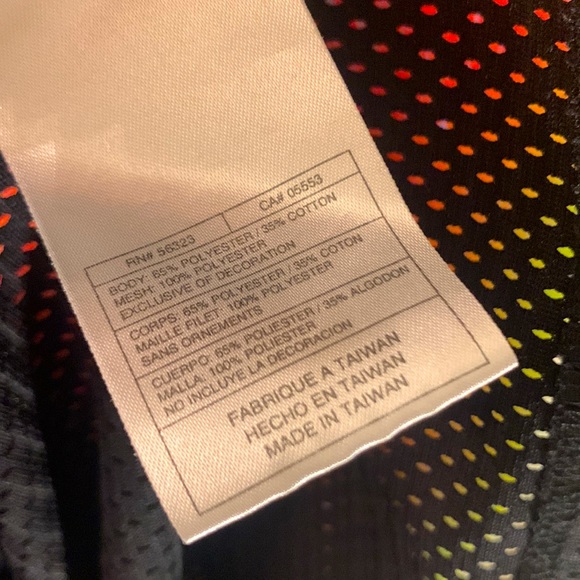 RN# 56323 CA# 05553
BODY: 65% POLYESTER / 35% COTTON
MESH: 100% POLYESTER
EXCLUSIVE OF DECORATION
CORPS: 65% POLYESTER / 35% COTON
MAILLE FILET: 100% POLYESTER
SANS ORNEMENTS
CUERPO: 65% POLIESTER / 35% ALGODON
MALLA: 100% POLIESTER
NO INCLUYE LA DECORACION
FABRIQUE A TAIWAN
HECHO EN TAIWAN
MADE IN TAIWAN